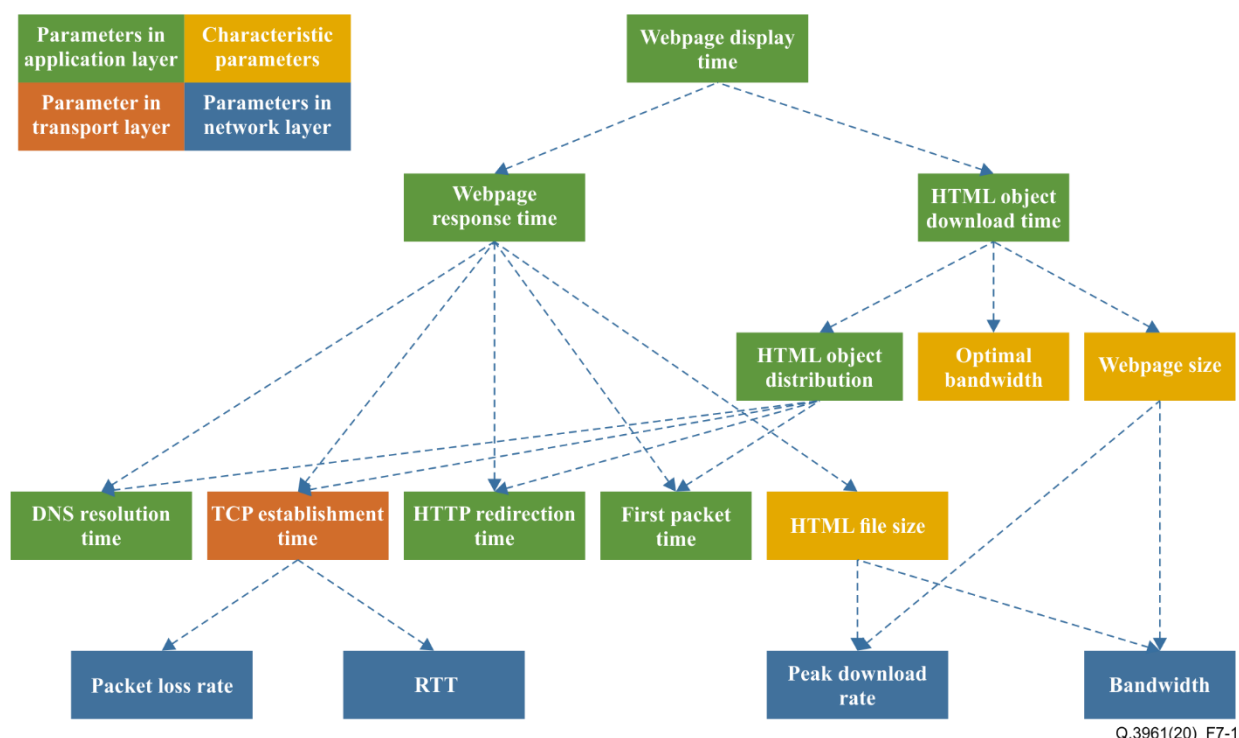 Parameters in
application layer
Characteristic
parameters
Parameter in
transport layer
Parameters in
network layer
Webpage display
time
Webpage
response time
HTML object
download time
HTML object
distribution
Optimal
bandwidth
Webpage size
DNS resolution
time
TCP establishment
time
HTTP redirection
time
First packet
time
HTML file size
Packet loss rate
RTT
Peak download
rate
Bandwidth
Q.3961(20)_F7-1